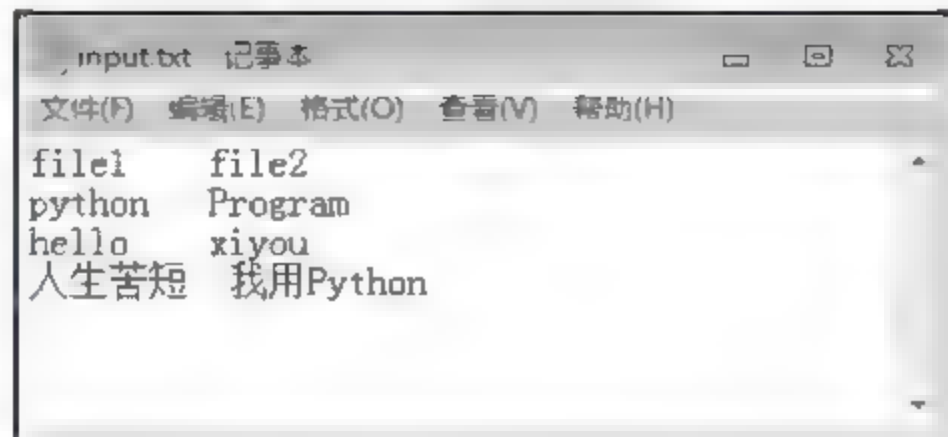 input.txt 记事本
文件(F) 编辑(E) 格式(O) 查看(V) 帮助(H)
file1 file2
python Program
hello xiyou
人生苦短 我用Python